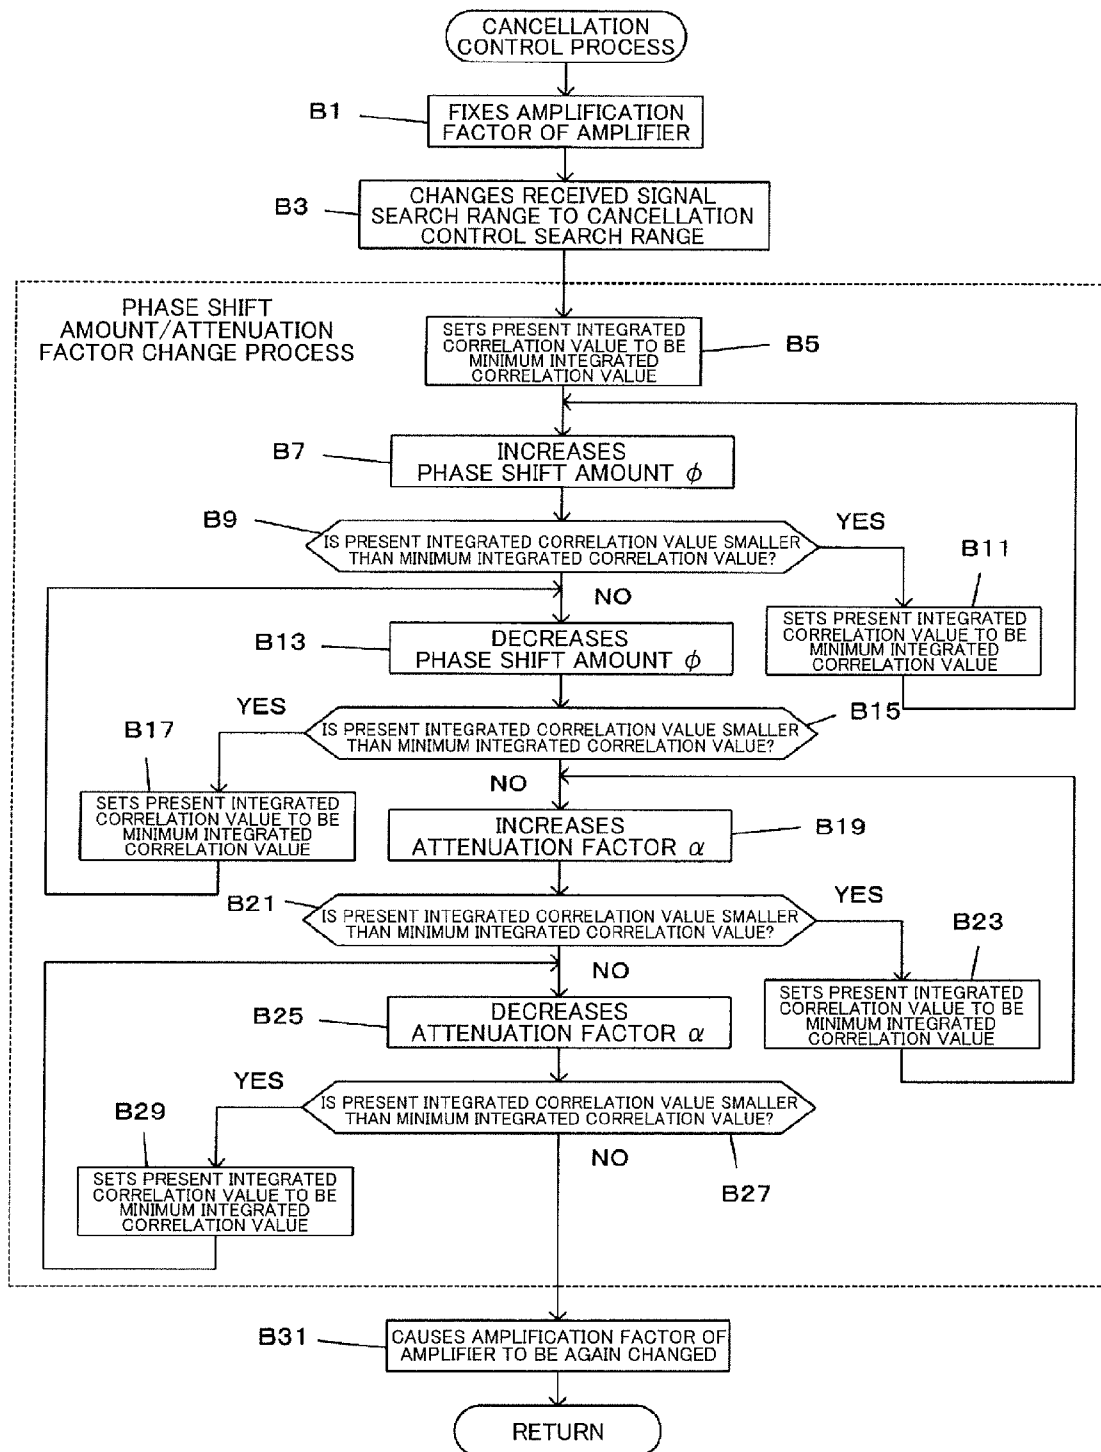 CANCELLATION
CONTROL PROCESS
B1
FIXES AMPLIFICATION
FACTOR OF AMPLIFIER
B3
CHANGES RECEIVED SIGNAL
SEARCH RANGE TO CANCELLATION
CONTROL SEARCH RANGE
PHASE SHIFT
AMOUNT/ATTENUATION
FACTOR CHANGE PROCESS
SETS PRESENT INTEGRATED
CORRELATION VALUE TO BE
MINIMUM INTEGRATED
CORRELATION VALUE
B5
B7
INCREASES
PHASE SHIFT AMOUNT ϕ
B9
IS PRESENT INTEGRATED CORRELATION VALUE SMALLER
THAN MINIMUM INTEGRATED CORRELATION VALUE?
YES
B11
NO
SETS PRESENT INTEGRATED
CORRELATION VALUE TO BE
MINIMUM INTEGRATED
CORRELATION VALUE
B13
DECREASES
PHASE SHIFT AMOUNT ϕ
B15
YES
IS PRESENT INTEGRATED CORRELATION VALUE SMALLER
THAN MINIMUM INTEGRATED CORRELATION VALUE?
B17
NO
SETS PRESENT INTEGRATED
CORRELATION VALUE TO BE
MINIMUM INTEGRATED
CORRELATION VALUE
INCREASES
ATTENUATION FACTOR α
B19
B21
IS PRESENT INTEGRATED CORRELATION VALUE SMALLER
THAN MINIMUM INTEGRATED CORRELATION VALUE?
YES
B23
NO
SETS PRESENT INTEGRATED
CORRELATION VALUE TO BE
MINIMUM INTEGRATED
CORRELATION VALUE
B25
DECREASES
ATTENUATION FACTOR α
YES
IS PRESENT INTEGRATED CORRELATION VALUE SMALLER
THAN MINIMUM INTEGRATED CORRELATION VALUE?
B29
NO
B27
SETS PRESENT INTEGRATED
CORRELATION VALUE TO BE
MINIMUM INTEGRATED
CORRELATION VALUE
B31
CAUSES AMPLIFICATION FACTOR OF
AMPLIFIER TO BE AGAIN CHANGED
RETURN